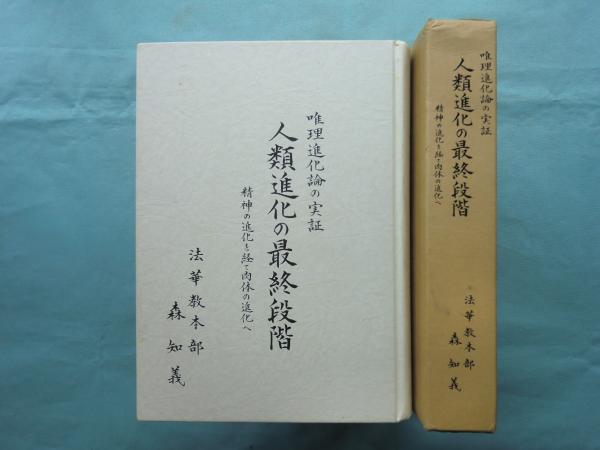 唯理進化論の実証
人類進化の最終段階
精神の進化を経て肉体の進化へ
法華教本部
森知義
唯理進化論の実証
人類進化の最終段階
精神の進化を経て肉体の進化へ
法華教本部
森知義